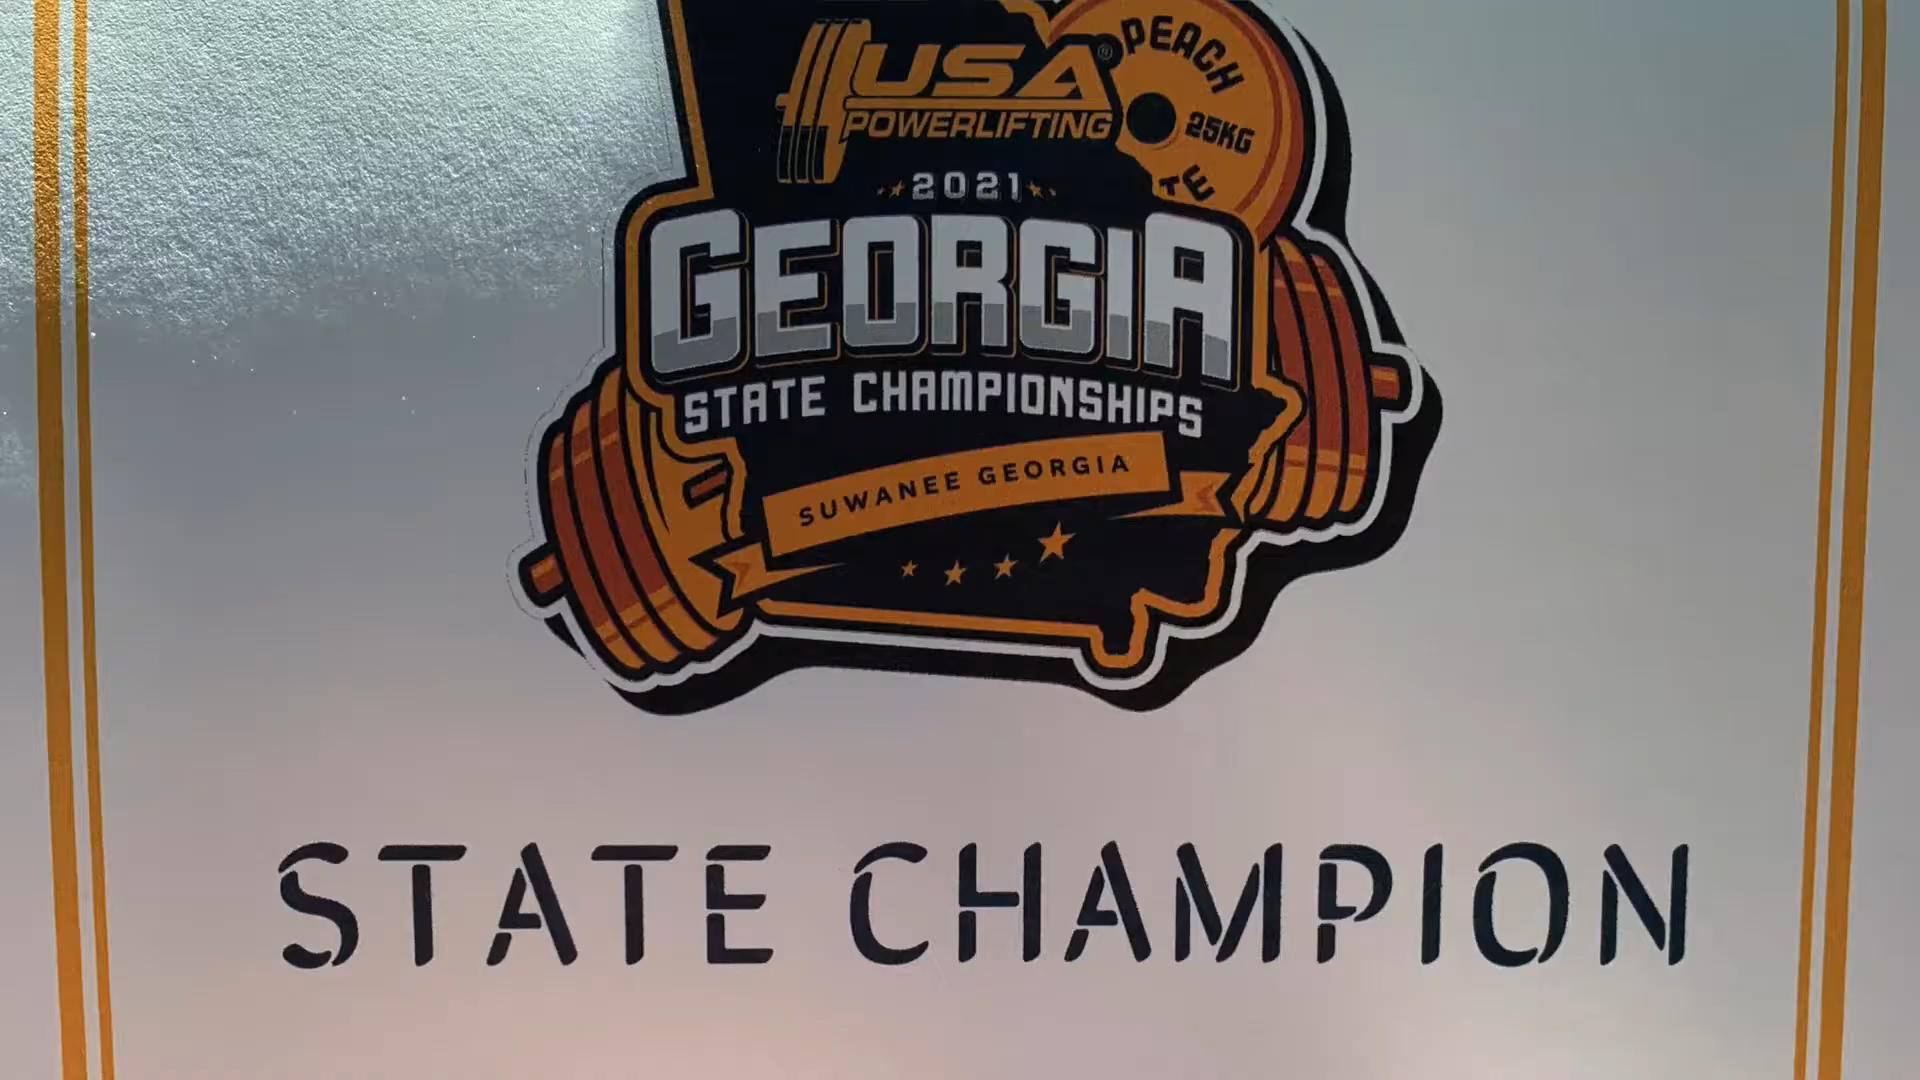 USA®
POWERLIFTING
PEACH
25KG
2021
GEORGIA
STATE CHAMPIONSHIPS
SUWANEE GEORGIA
STATE CHAMPION